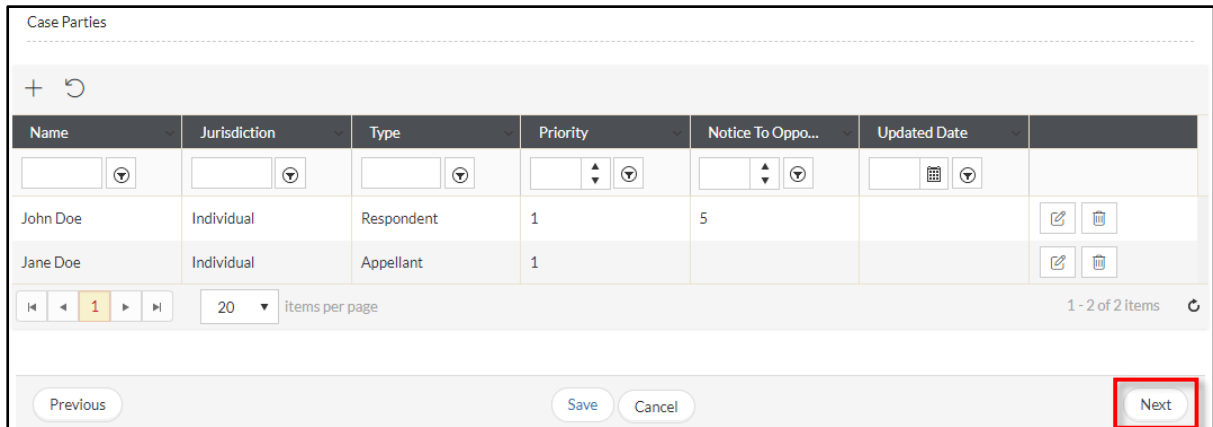 Case Parties
Name Jurisdiction Type Priority Notice To Oppo... Updated Date
John Doe Individual Respondent 1 5
Jane Doe Individual Appellant 1
1 20 items per page 1 - 2 of 2 items
Previous Save Cancel Next